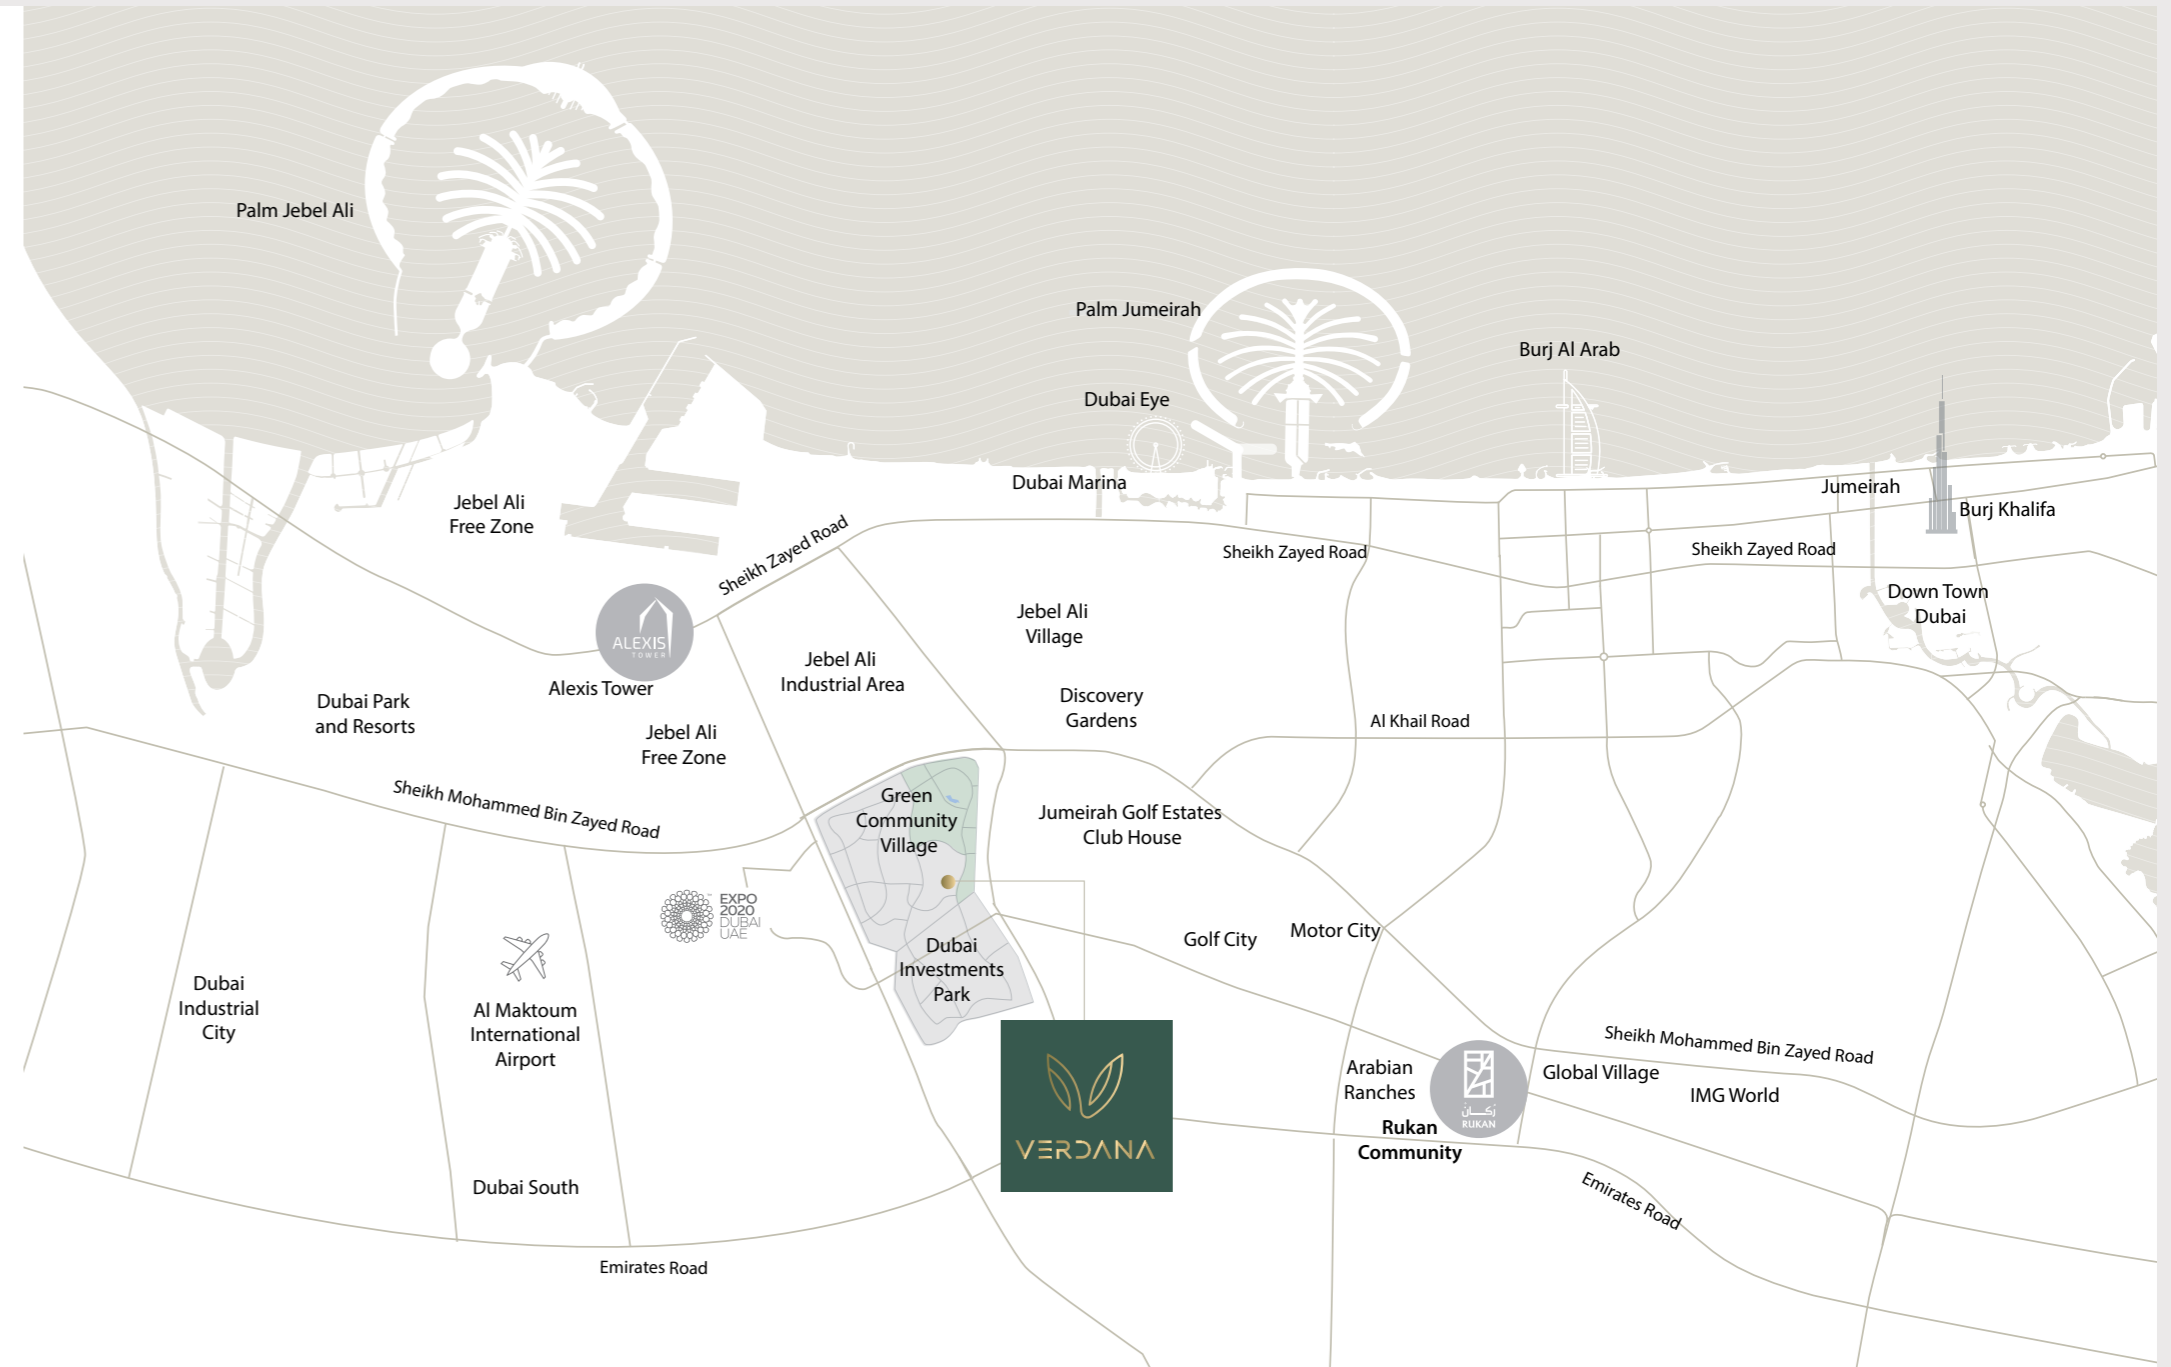 Palm Jebel Ali
Palm Jumeirah
Burj Al Arab
Dubai Eye
Dubai Marina
Jumeirah
Burj Khalifa
Jebel Ali
Free Zone
Sheikh Zayed Road
Sheikh Zayed Road
Sheikh Zayed Road
Down Town
Dubai
Jebel Ali
Village
ALEXIS
TOWER
Alexis Tower
Jebel Ali
Industrial Area
Dubai Park
and Resorts
Discovery
Gardens
Al Khail Road
Jebel Ali
Free Zone
Sheikh Mohammed Bin Zayed Road
Green
Community
Village
Jumeirah Golf Estates
Club House
EXPO
2020
DUBAI
UAE
Golf City
Motor City
Dubai
Investments
Park
Dubai
Industrial
City
Al Maktoum
International
Airport
Sheikh Mohammed Bin Zayed Road
Arabian
Ranches
Global Village
IMG World
ركان
RUKAN
Rukan
Community
VERDANA
Dubai South
Emirates Road
Emirates Road